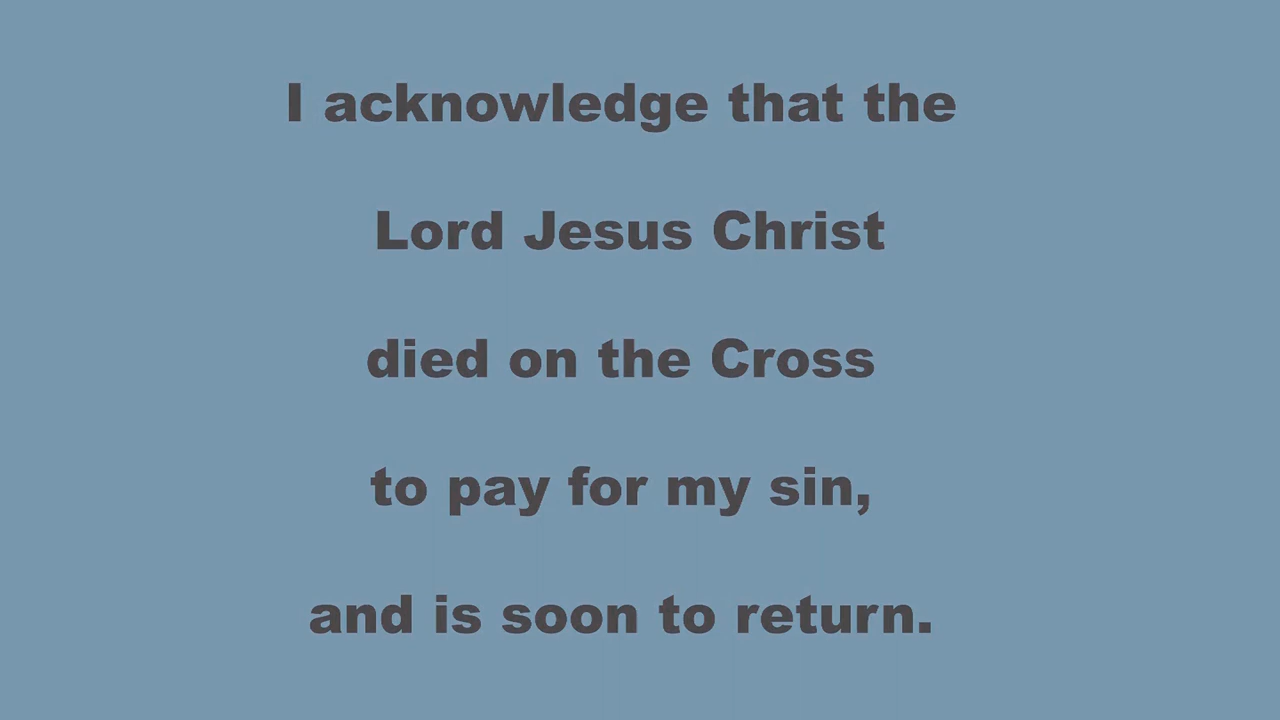 I acknowledge that the
Lord Jesus Christ
died on the Cross
to pay for my sin,
and is soon to return.